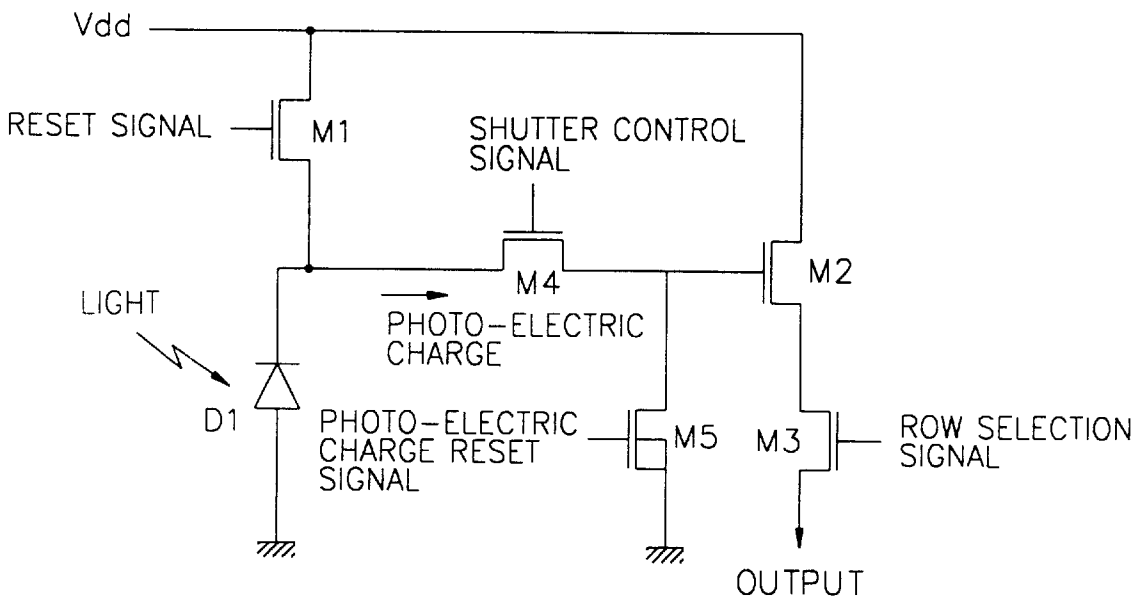 Vdd
RESET SIGNAL
M1
SHUTTER CONTROL
SIGNAL
M4
M2
LIGHT
PHOTO-ELECTRIC
CHARGE
D1
PHOTO-ELECTRIC
CHARGE RESET
SIGNAL
M5
M3
ROW SELECTION
SIGNAL
OUTPUT